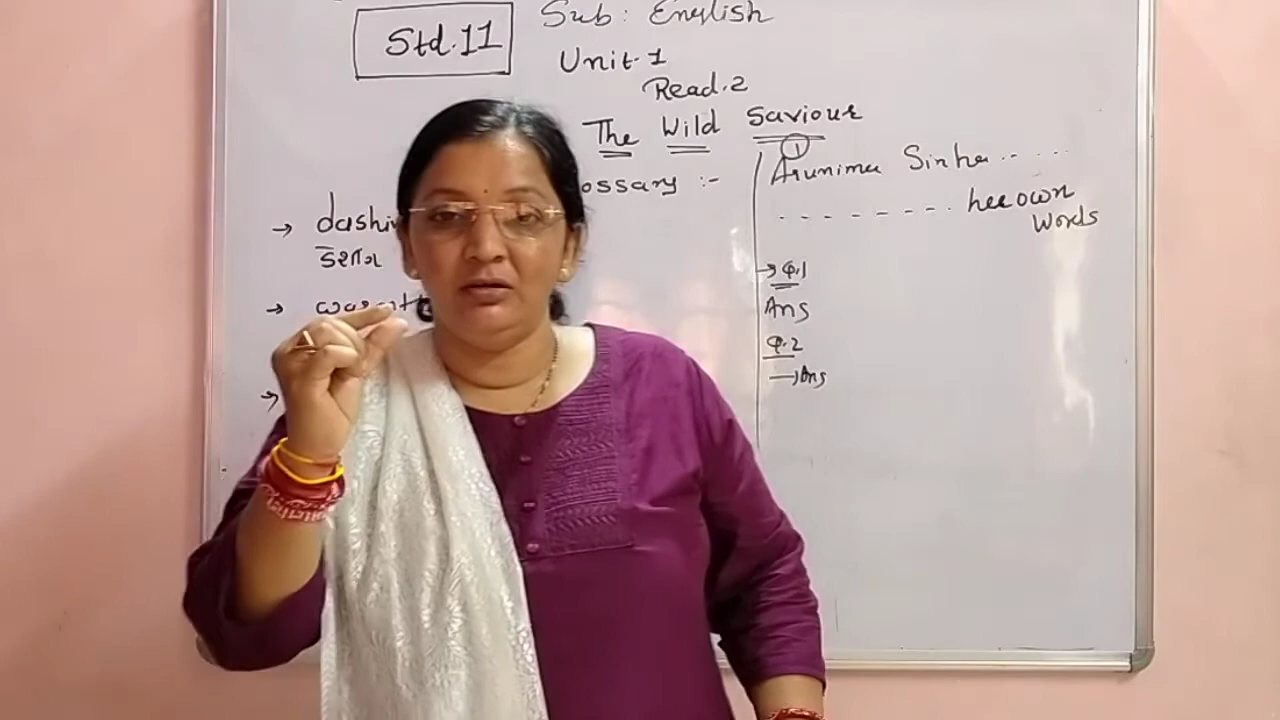 Std.11
Sub: English
Unit-1
Read.2
The Wild Saviour
ossary :-
→ dashi
→
→
①
Arunima Sinha .. ....
- - - - - - - - her own
words
→ Q.1
Ans
Q.2
→ Ans